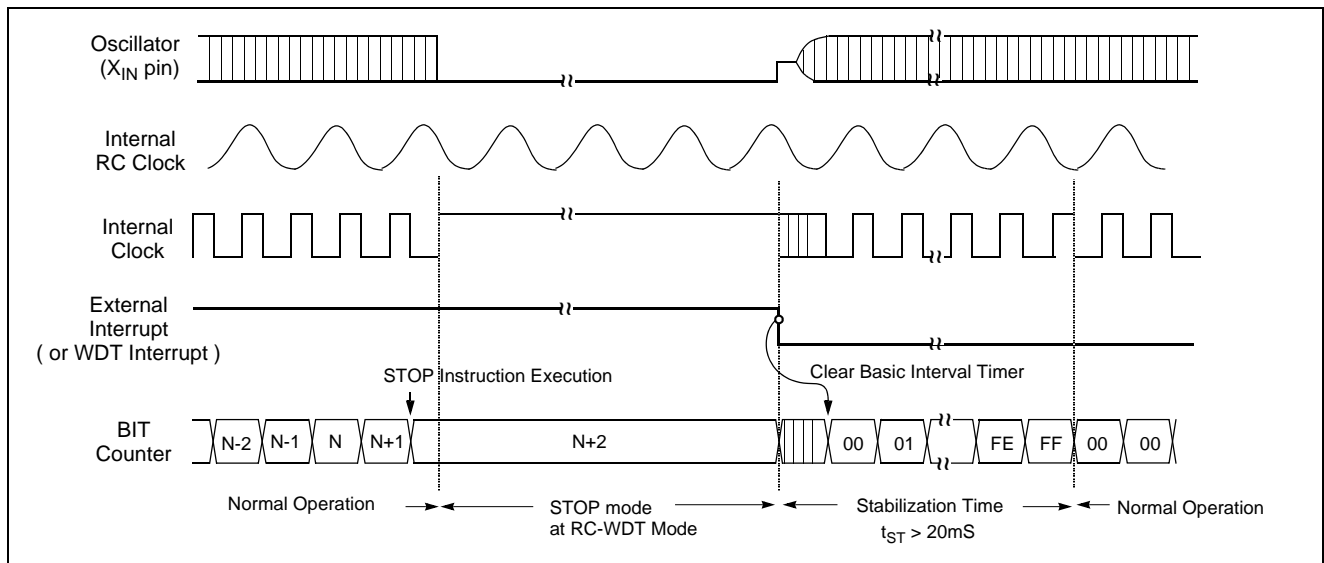 Oscillator
(XIN pin)
Internal
RC Clock
Internal
Clock
External
Interrupt
( or WDT Interrupt )
STOP Instruction Execution
Clear Basic Interval Timer
BIT
Counter
N-2 N-1 N N+1 N+2 00 01 FE FF 00 00
Normal Operation
STOP mode
at RC-WDT Mode
Stabilization Time
tST > 20mS
Normal Operation